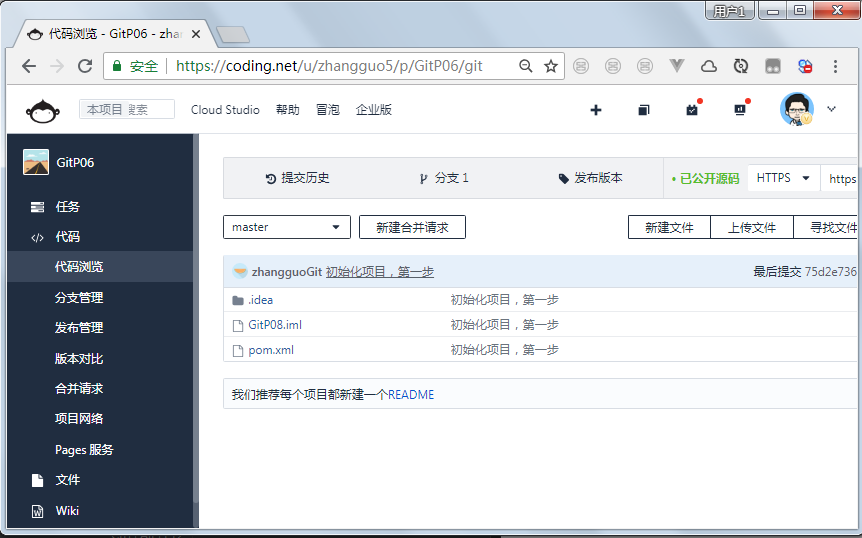 用户1
代码浏览 - GitP06 - zha
安全 https://coding.net/u/zhangguo5/p/GitP06/git
本项目 搜索 Cloud Studio 帮助 冒泡 企业版
GitP06
任务
代码
代码浏览
分支管理
发布管理
版本对比
合并请求
项目网络
Pages 服务
文件
Wiki
提交历史 分支 1 发布版本 • 已公开源码 HTTPS https
master 新建合并请求 新建文件 上传文件 寻找文件
zhangguoGit 初始化项目，第一步 最后提交 75d2e736
.idea 初始化项目，第一步
GitP08.iml 初始化项目，第一步
pom.xml 初始化项目，第一步
我们推荐每个项目都新建一个README